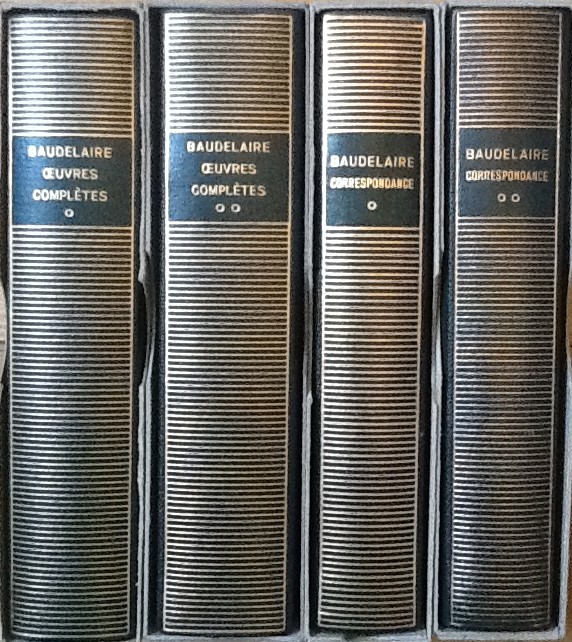 BAUDELAIRE
ŒUVRES
COMPLÈTES
BAUDELAIRE
ŒUVRES
COMPLÈTES
BAUDELAIRE
CORRESPONDANCE
BAUDELAIRE
CORRESPONDANCE